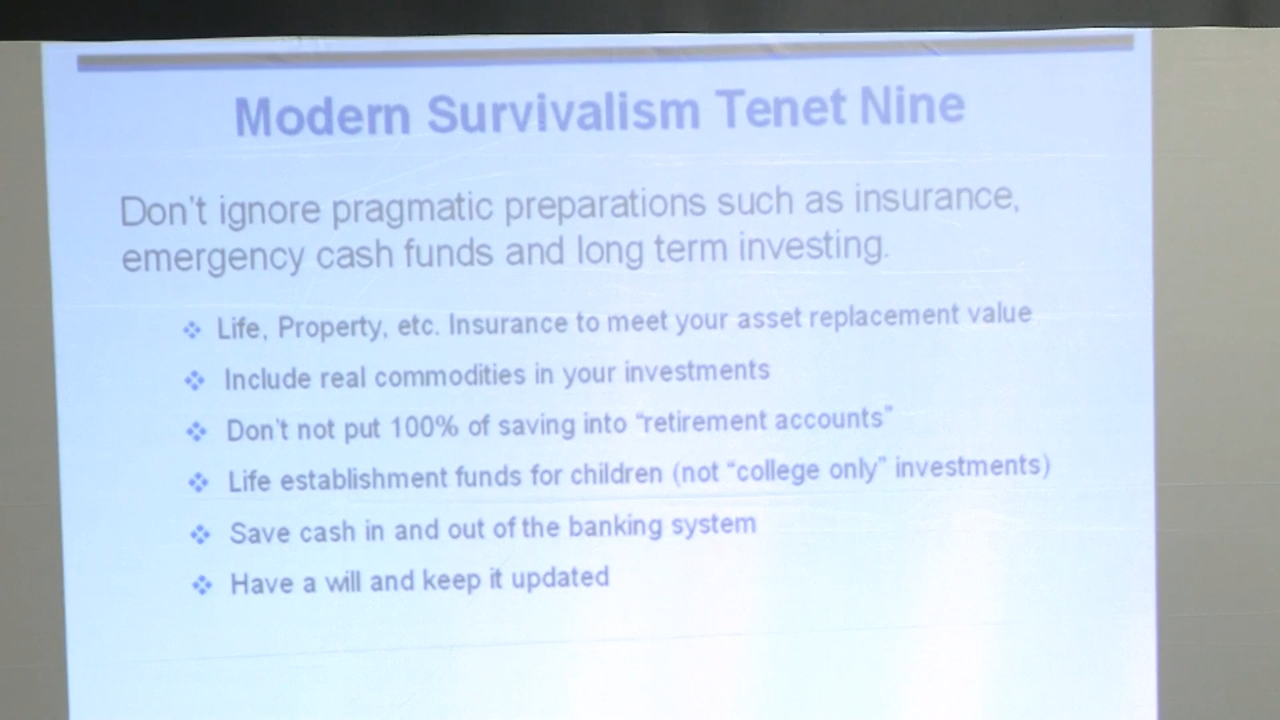 Modern Survivalism Tenet Nine
Don't ignore pragmatic preparations such as insurance,
emergency cash funds and long term investing.
Life, Property, etc. Insurance to meet your asset replacement value
Include real commodities in your investments
Don't not put 100% of saving into “retirement accounts”
Life establishment funds for children (not “college only” investments)
Save cash in and out of the banking system
Have a will and keep it updated